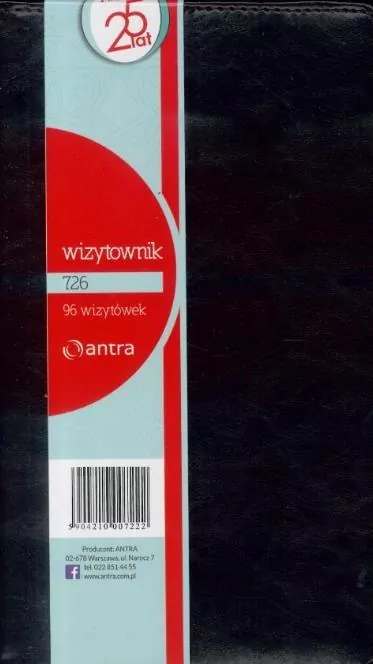 25
lat
wizytownik
726
96 wizytówek
antra
5904210007222
Producent: ANTRA
02-678 Warszawa, ul. Narocz 7
tel. 022 851 44 55
www.antra.com.pl